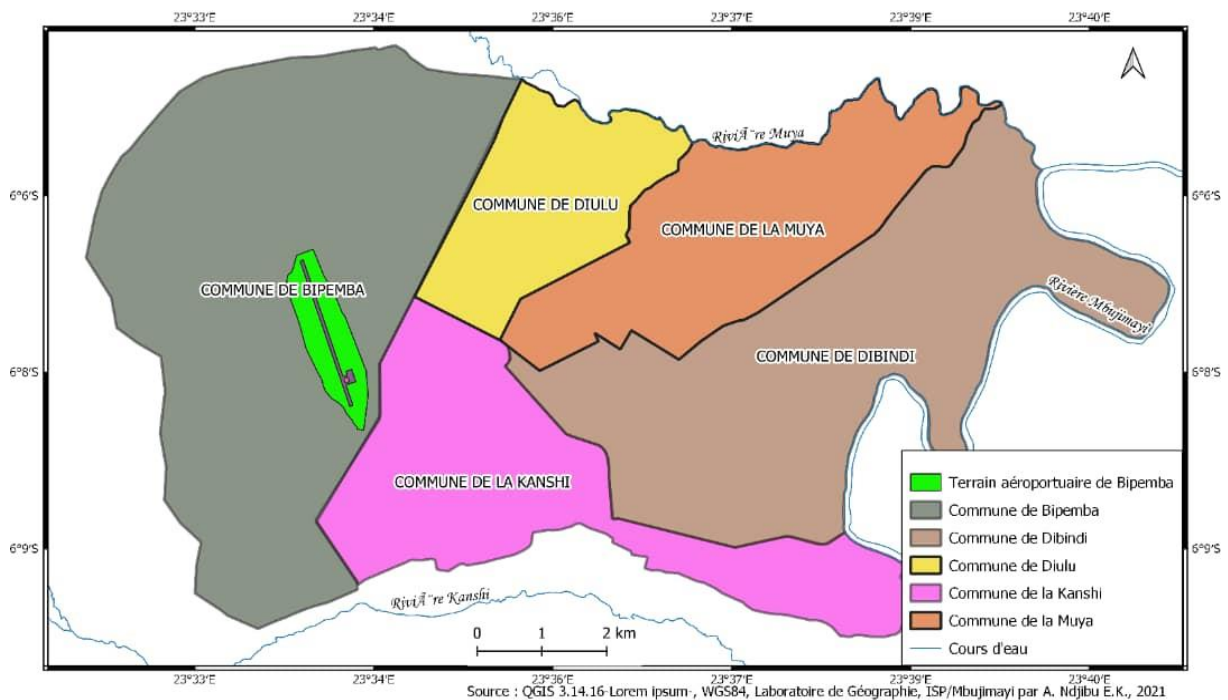 23°33'E 23°34'E 23°36'E 23°37'E 23°39'E 23°40'E
RiviÃ¨re Muya
6°6'S 6°6'S
COMMUNE DE DIULU
COMMUNE DE LA MUYA
COMMUNE DE BIPEMBA
Rivière Mbujimayi
COMMUNE DE DIBINDI
6°8'S 6°8'S
COMMUNE DE LA KANSHI
Terrain aéroportuaire de Bipemba
Commune de Bipemba
Commune de Dibindi
6°9'S 6°9'S
Commune de Diulu
Commune de la Kanshi
RiviÃ¨re Kanshi
Commune de la Muya
0 1 2 km
Cours d'eau
23°33'E 23°34'E 23°36'E 23°37'E 23°39'E 23°40'E
Source : QGIS 3.14.16-Lorem ipsum-, WGS84, Laboratoire de Géographie, ISP/Mbujimayi par A. Ndjibu E.K., 2021